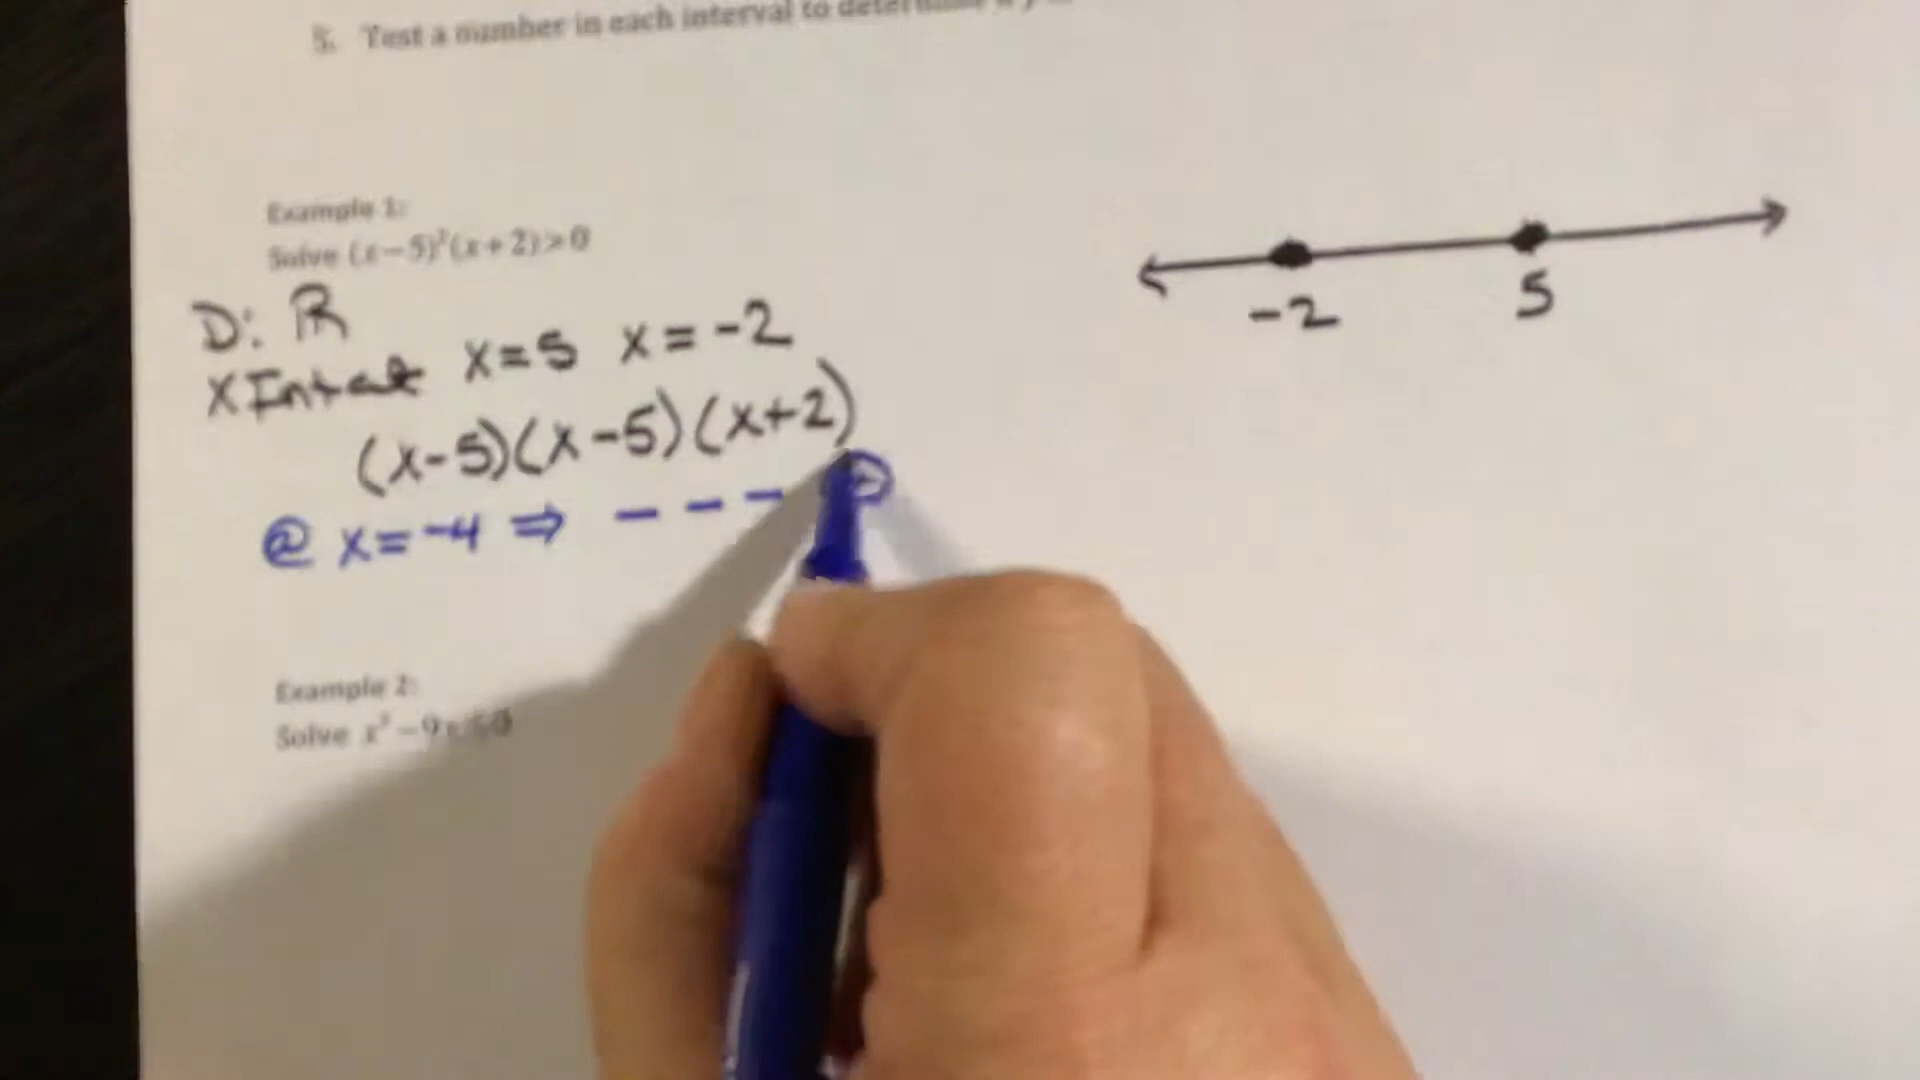 5. Test a number in each interval to
Example 1:
Solve (x−5)²(x+2)>0
D: ℝ
X x=5 x=-2
-2 5
(x-5)(x-5)(x+2)
@ x=-4 ⇒ - - -
Example 2:
Solve